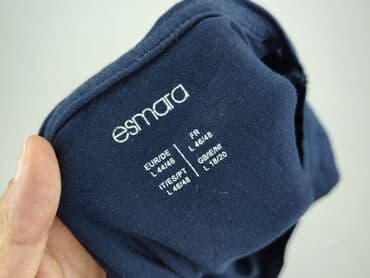 esmara
EUR/DE
L 44/46
FR
L 46/48
IT/ES/PT
L 46/48
GB/IE/NI
L 18/20